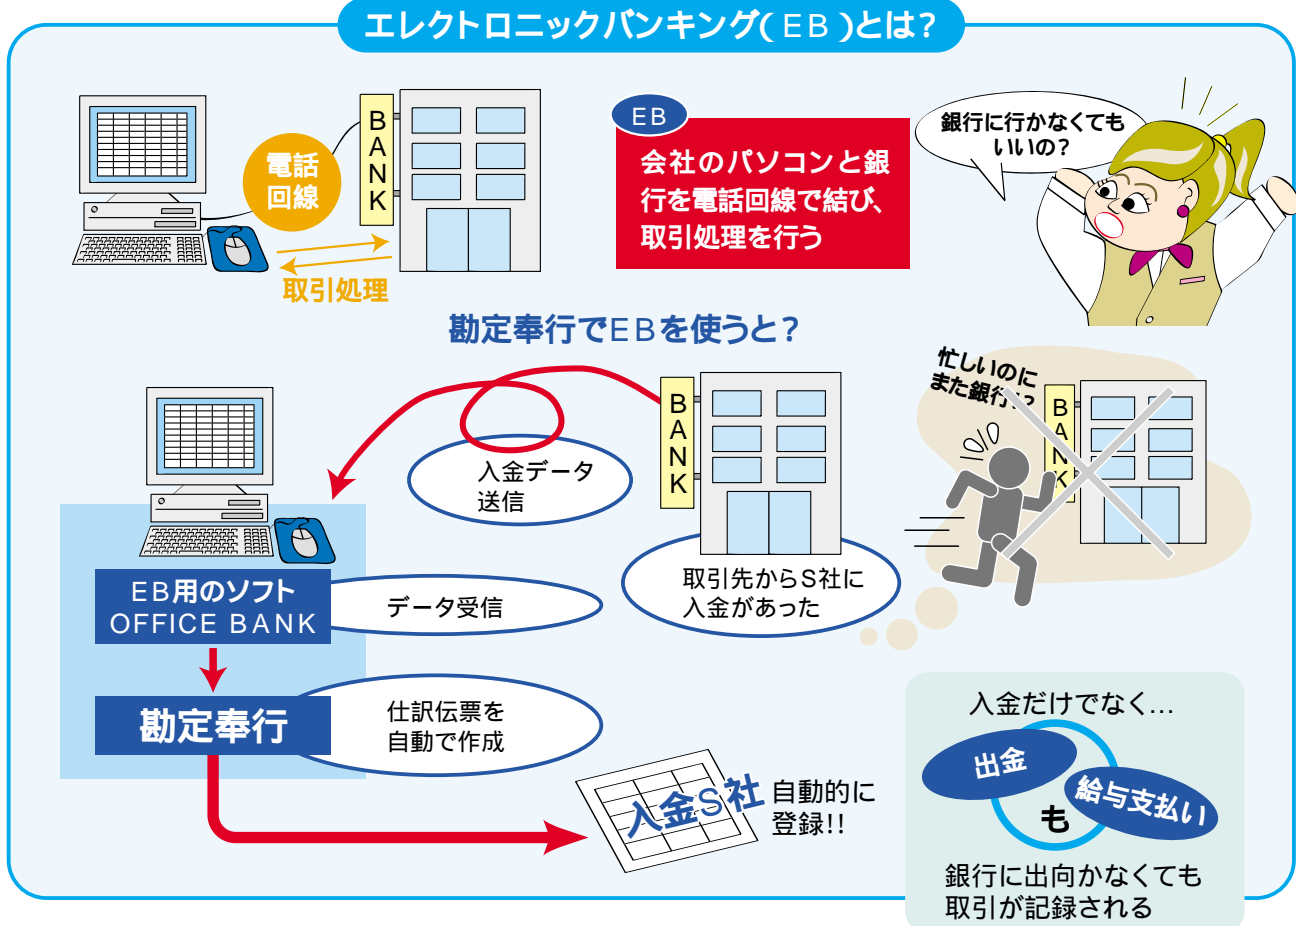 エレクトロニックバンキング(EB)とは?
BANK
電話
回線
取引処理
EB
会社のパソコンと銀
行を電話回線で結び、
取引処理を行う
銀行に行かなくても
いいの?
勘定奉行でEBを使うと?
BANK
入金データ
送信
取引先からS社に
入金があった
忙しいのに
また銀行!?
BANK
EB用のソフト
OFFICE BANK
データ受信
勘定奉行
仕訳伝票を
自動で作成
入金S社
自動的に
登録!!
入金だけでなく…
出金
給与支払い
も
銀行に出向かなくても
取引が記録される